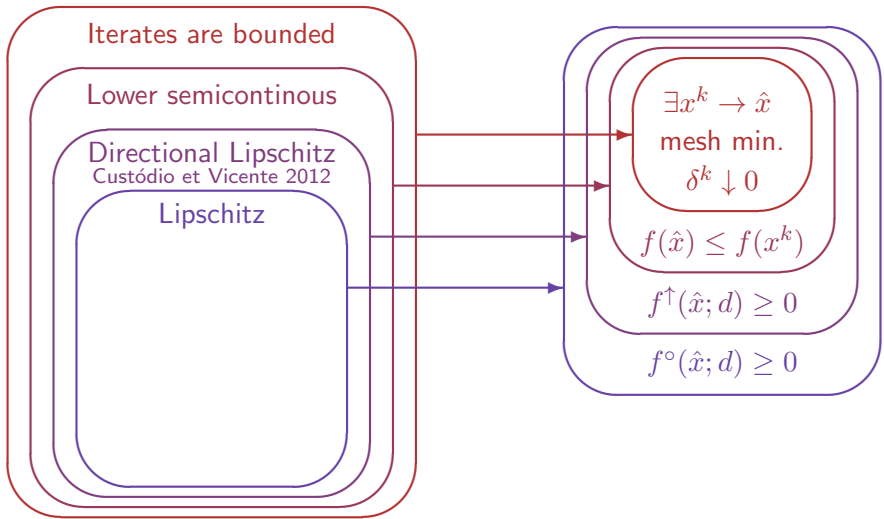 Iterates are bounded
Lower semicontinous
Directional Lipschitz
Custódio et Vicente 2012
Lipschitz
∃x^k → x̂
mesh min.
δ^k ↓ 0
f(x̂) ≤ f(x^k)
f^↑(x̂; d) ≥ 0
f°(x̂; d) ≥ 0